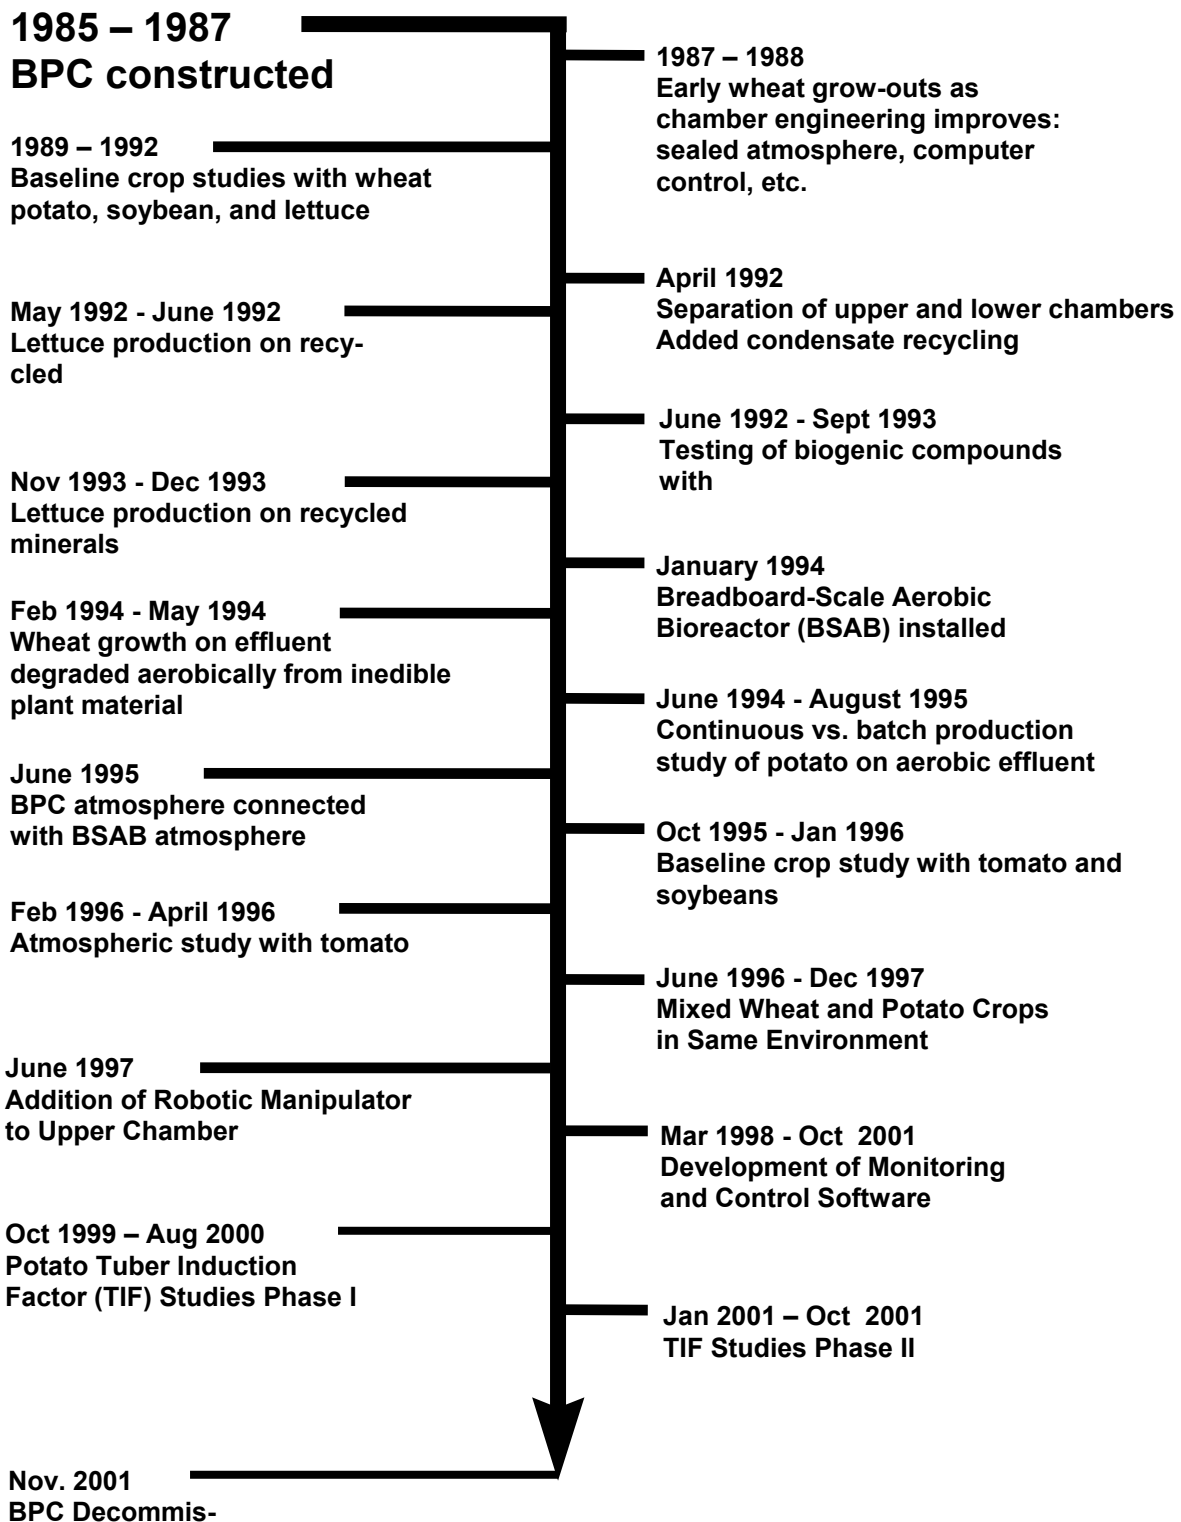 1985 – 1987
BPC constructed
1987 – 1988
Early wheat grow-outs as
chamber engineering improves:
sealed atmosphere, computer
control, etc.
1989 – 1992
Baseline crop studies with wheat
potato, soybean, and lettuce
April 1992
Separation of upper and lower chambers
Added condensate recycling
May 1992 - June 1992
Lettuce production on recy-
cled
June 1992 - Sept 1993
Testing of biogenic compounds
with
Nov 1993 - Dec 1993
Lettuce production on recycled
minerals
January 1994
Breadboard-Scale Aerobic
Bioreactor (BSAB) installed
Feb 1994 - May 1994
Wheat growth on effluent
degraded aerobically from inedible
plant material
June 1994 - August 1995
Continuous vs. batch production
study of potato on aerobic effluent
June 1995
BPC atmosphere connected
with BSAB atmosphere
Oct 1995 - Jan 1996
Baseline crop study with tomato and
soybeans
Feb 1996 - April 1996
Atmospheric study with tomato
June 1996 - Dec 1997
Mixed Wheat and Potato Crops
in Same Environment
June 1997
Addition of Robotic Manipulator
to Upper Chamber
Mar 1998 - Oct 2001
Development of Monitoring
and Control Software
Oct 1999 – Aug 2000
Potato Tuber Induction
Factor (TIF) Studies Phase I
Jan 2001 – Oct 2001
TIF Studies Phase II
Nov. 2001
BPC Decommis-